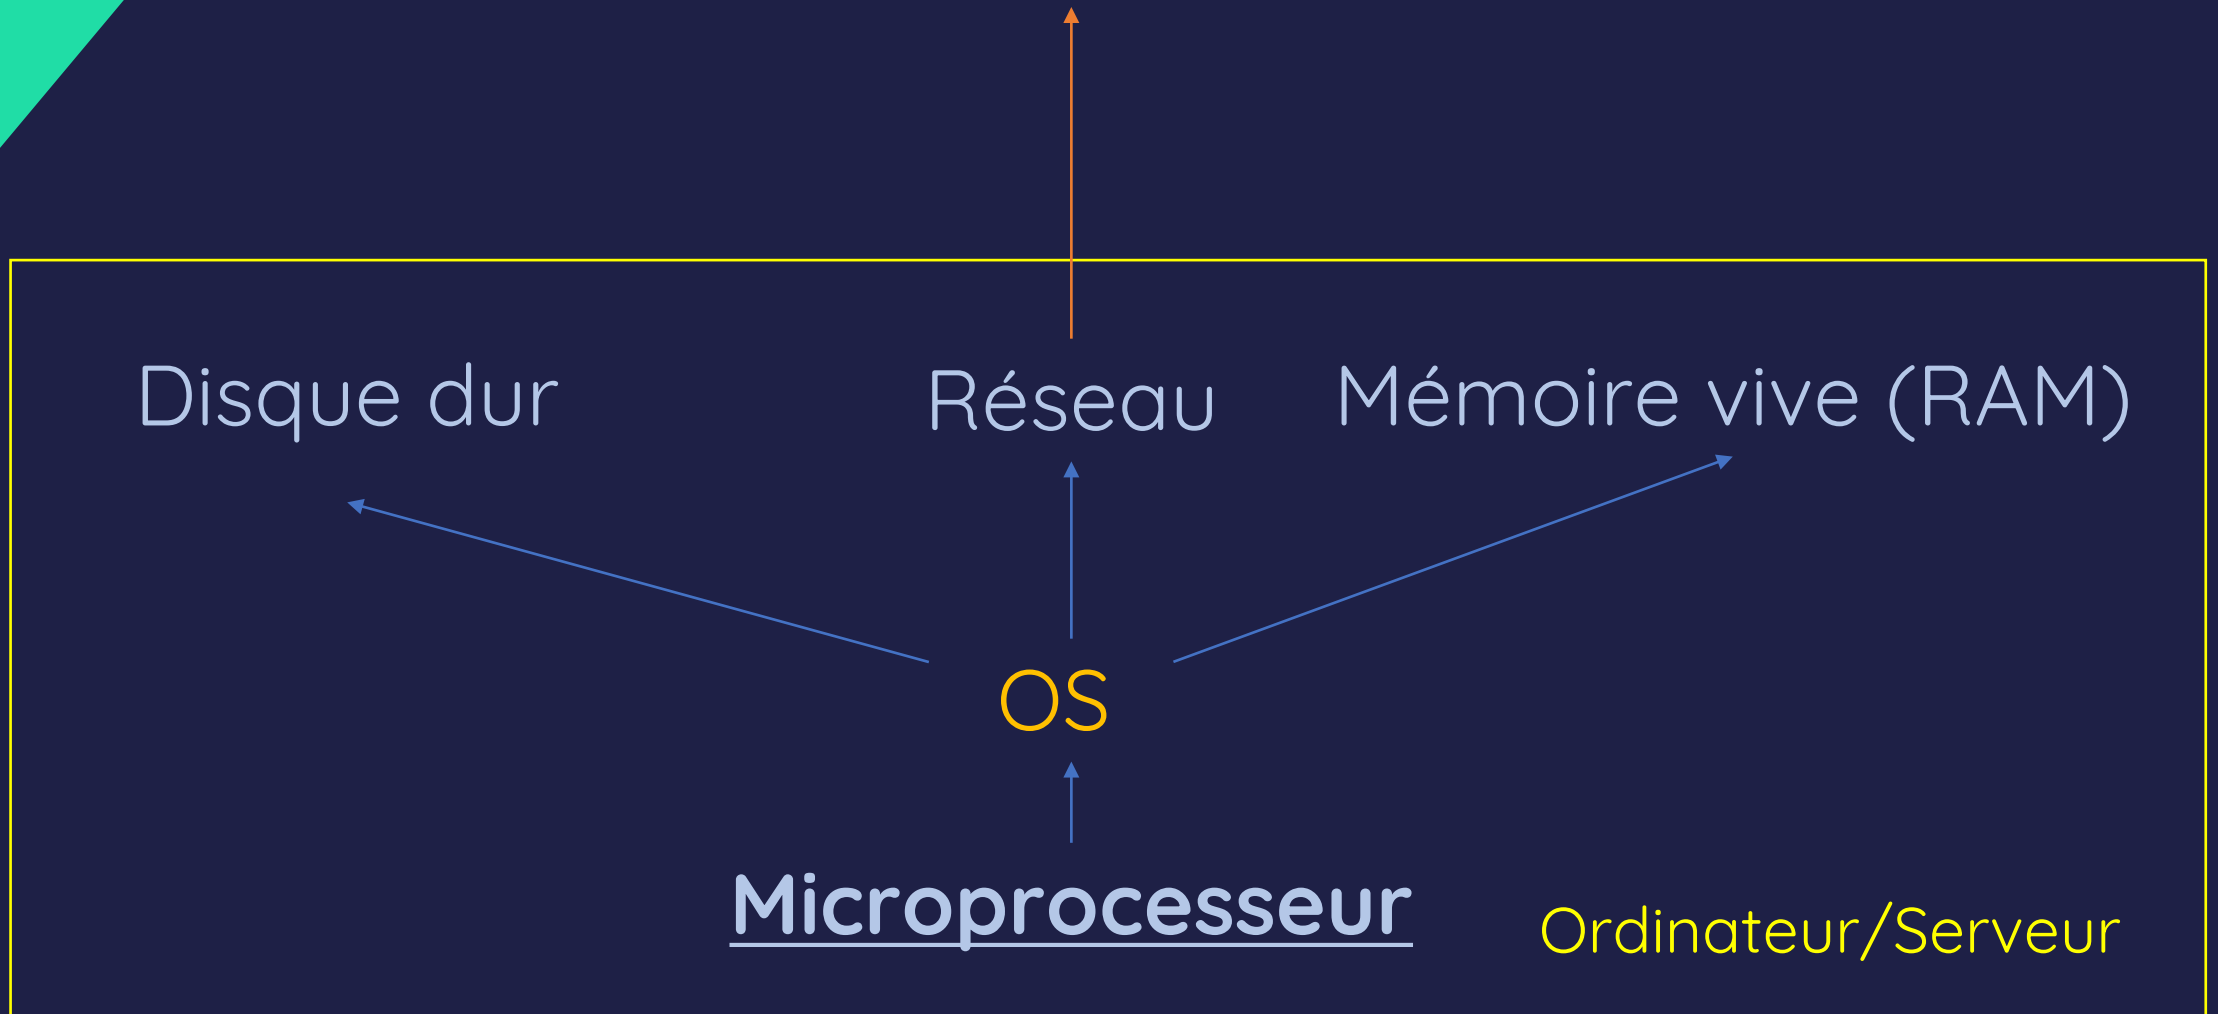 Disque dur
Réseau
Mémoire vive (RAM)
OS
Microprocesseur
Ordinateur/Serveur